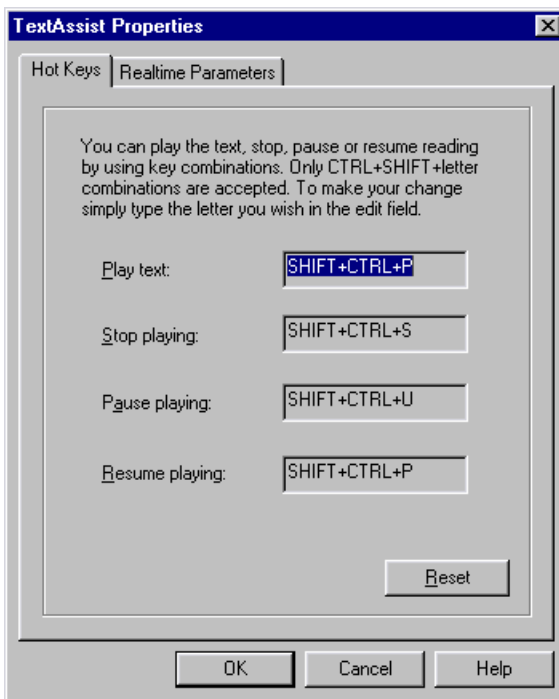 TextAssist Properties
Hot Keys Realtime Parameters
You can play the text, stop, pause or resume reading
by using key combinations. Only CTRL+SHIFT+letter
combinations are accepted. To make your change
simply type the letter you wish in the edit field.
Play text: SHIFT+CTRL+P
Stop playing: SHIFT+CTRL+S
Pause playing: SHIFT+CTRL+U
Resume playing: SHIFT+CTRL+P
Reset
OK Cancel Help